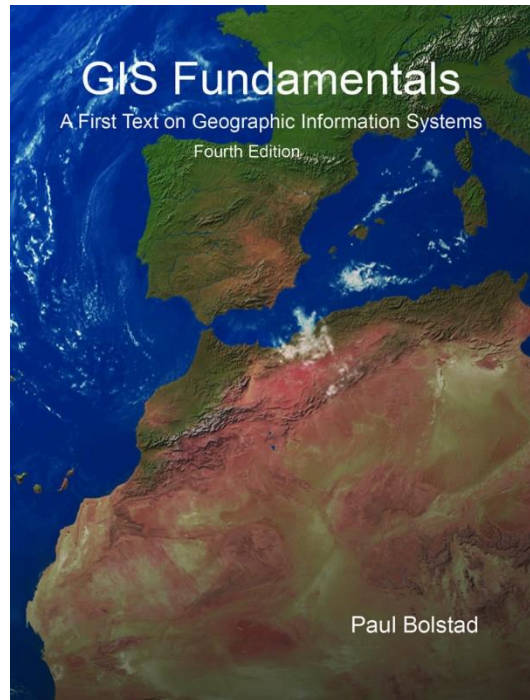 GIS Fundamentals
A First Text on Geographic Information Systems
Fourth Edition
Paul Bolstad